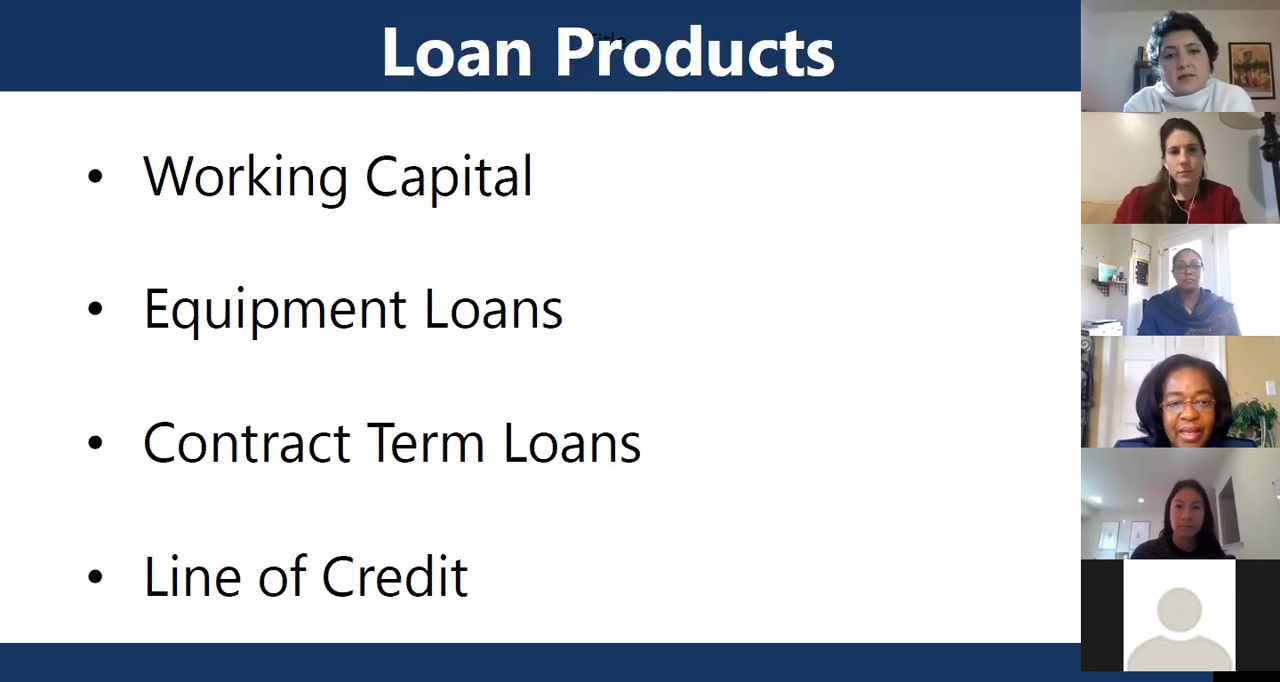 Loan Products
• Working Capital
• Equipment Loans
• Contract Term Loans
• Line of Credit